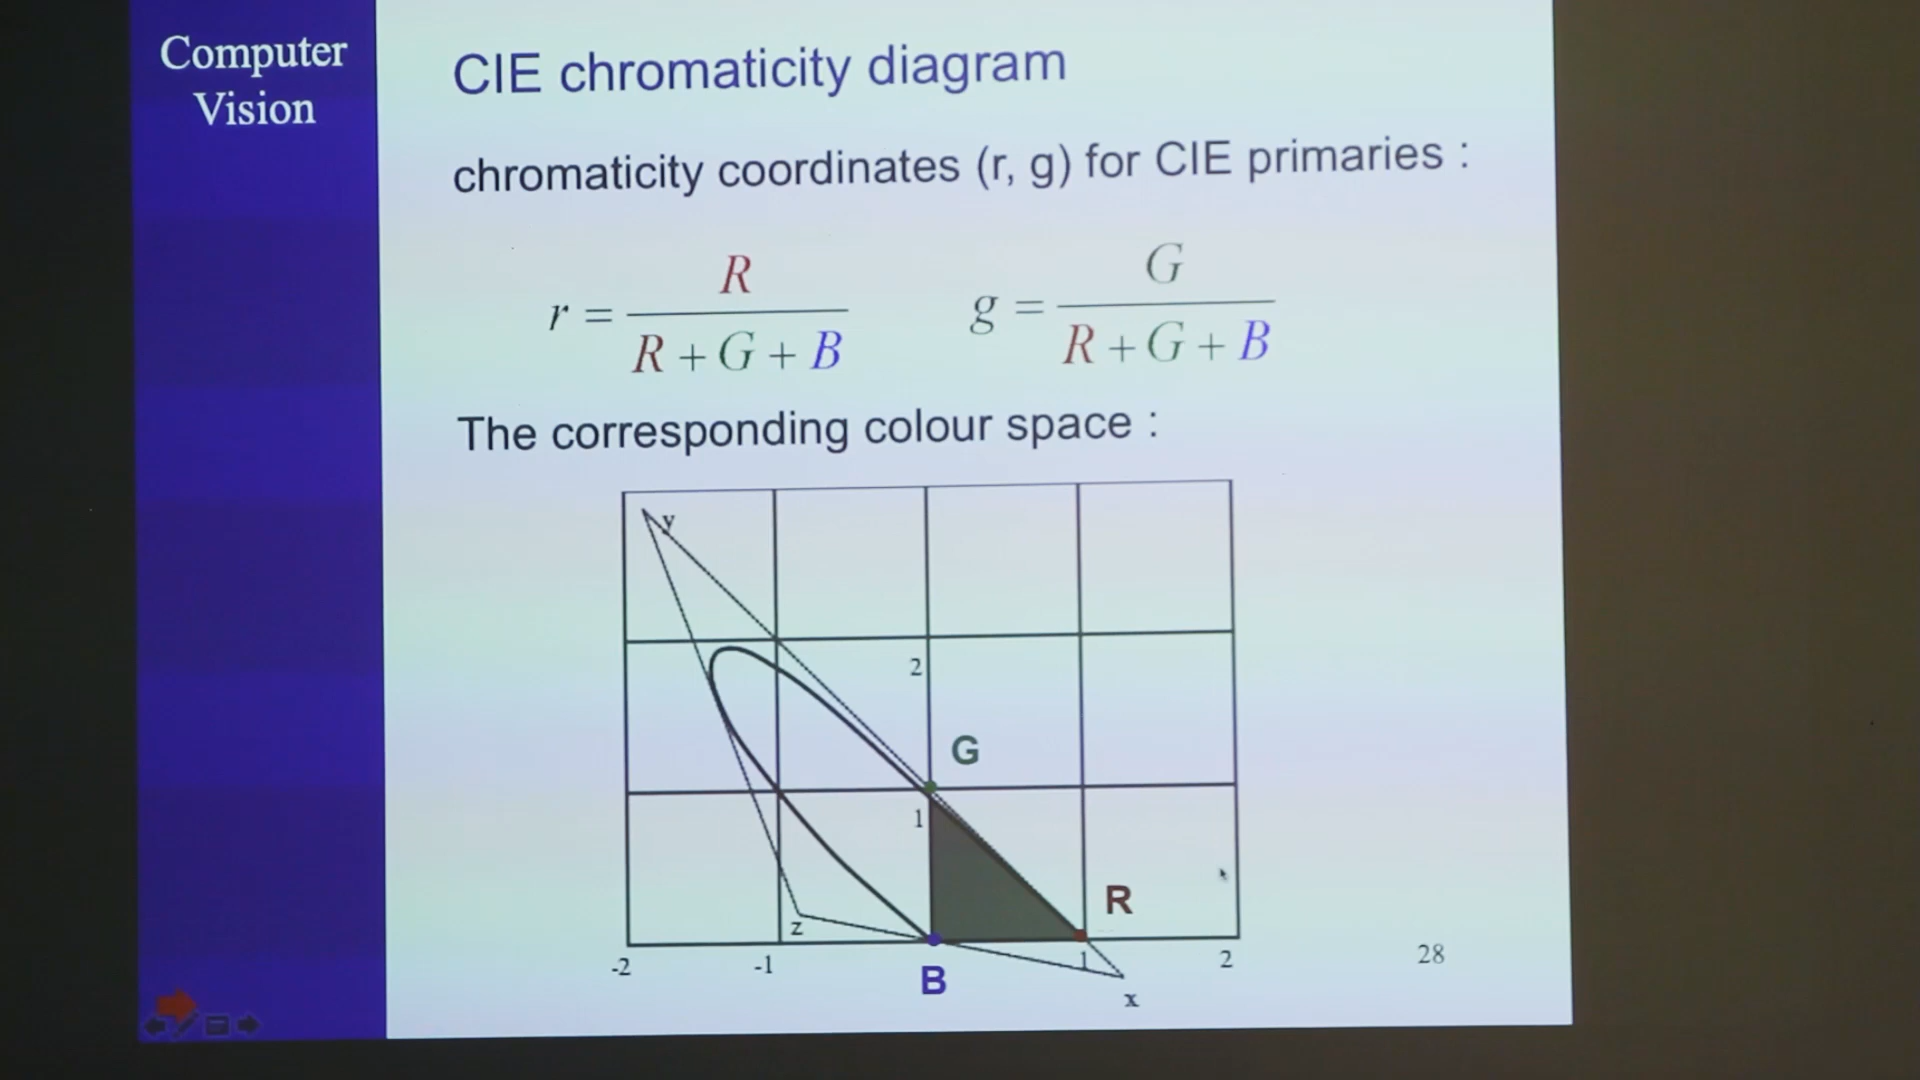 Computer
Vision
CIE chromaticity diagram
chromaticity coordinates (r, g) for CIE primaries :
r = R / (R + G + B)
g = G / (R + G + B)
The corresponding colour space :
y
2
G
1
R
z
-2
-1
B
1
2
x
28